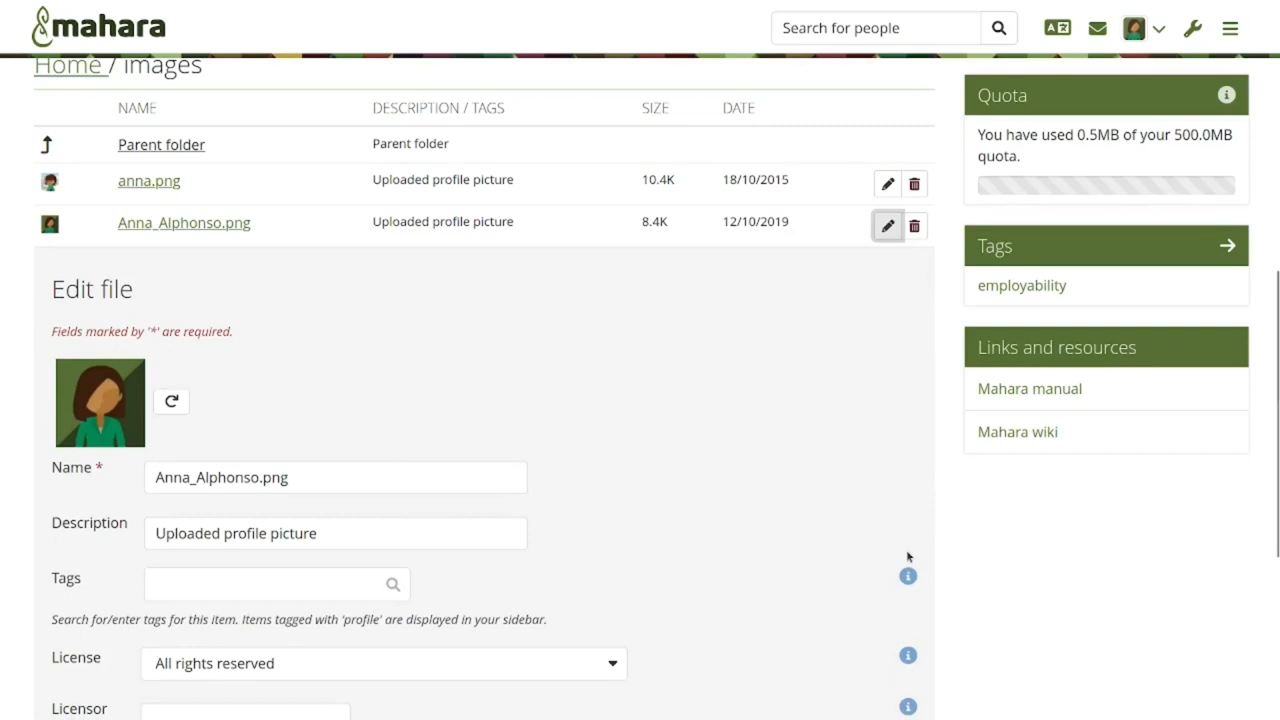 mahara
Search for people
Home / images
NAME DESCRIPTION / TAGS SIZE DATE
Parent folder Parent folder
anna.png Uploaded profile picture 10.4K 18/10/2015
Anna_Alphonso.png Uploaded profile picture 8.4K 12/10/2019
Edit file
Fields marked by '*' are required.
Name * Anna_Alphonso.png
Description Uploaded profile picture
Tags
Search for/enter tags for this item. Items tagged with 'profile' are displayed in your sidebar.
License All rights reserved
Licensor
Quota
You have used 0.5MB of your 500.0MB
quota.
Tags
employability
Links and resources
Mahara manual
Mahara wiki